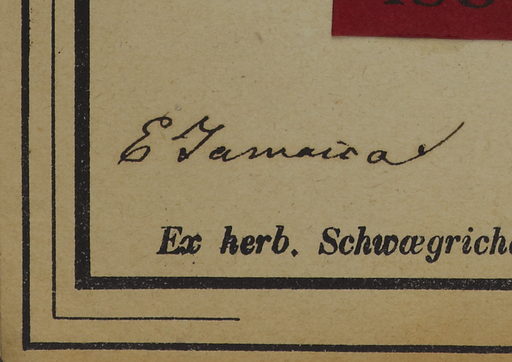 E Jamaica
Ex herb. Schwægrich